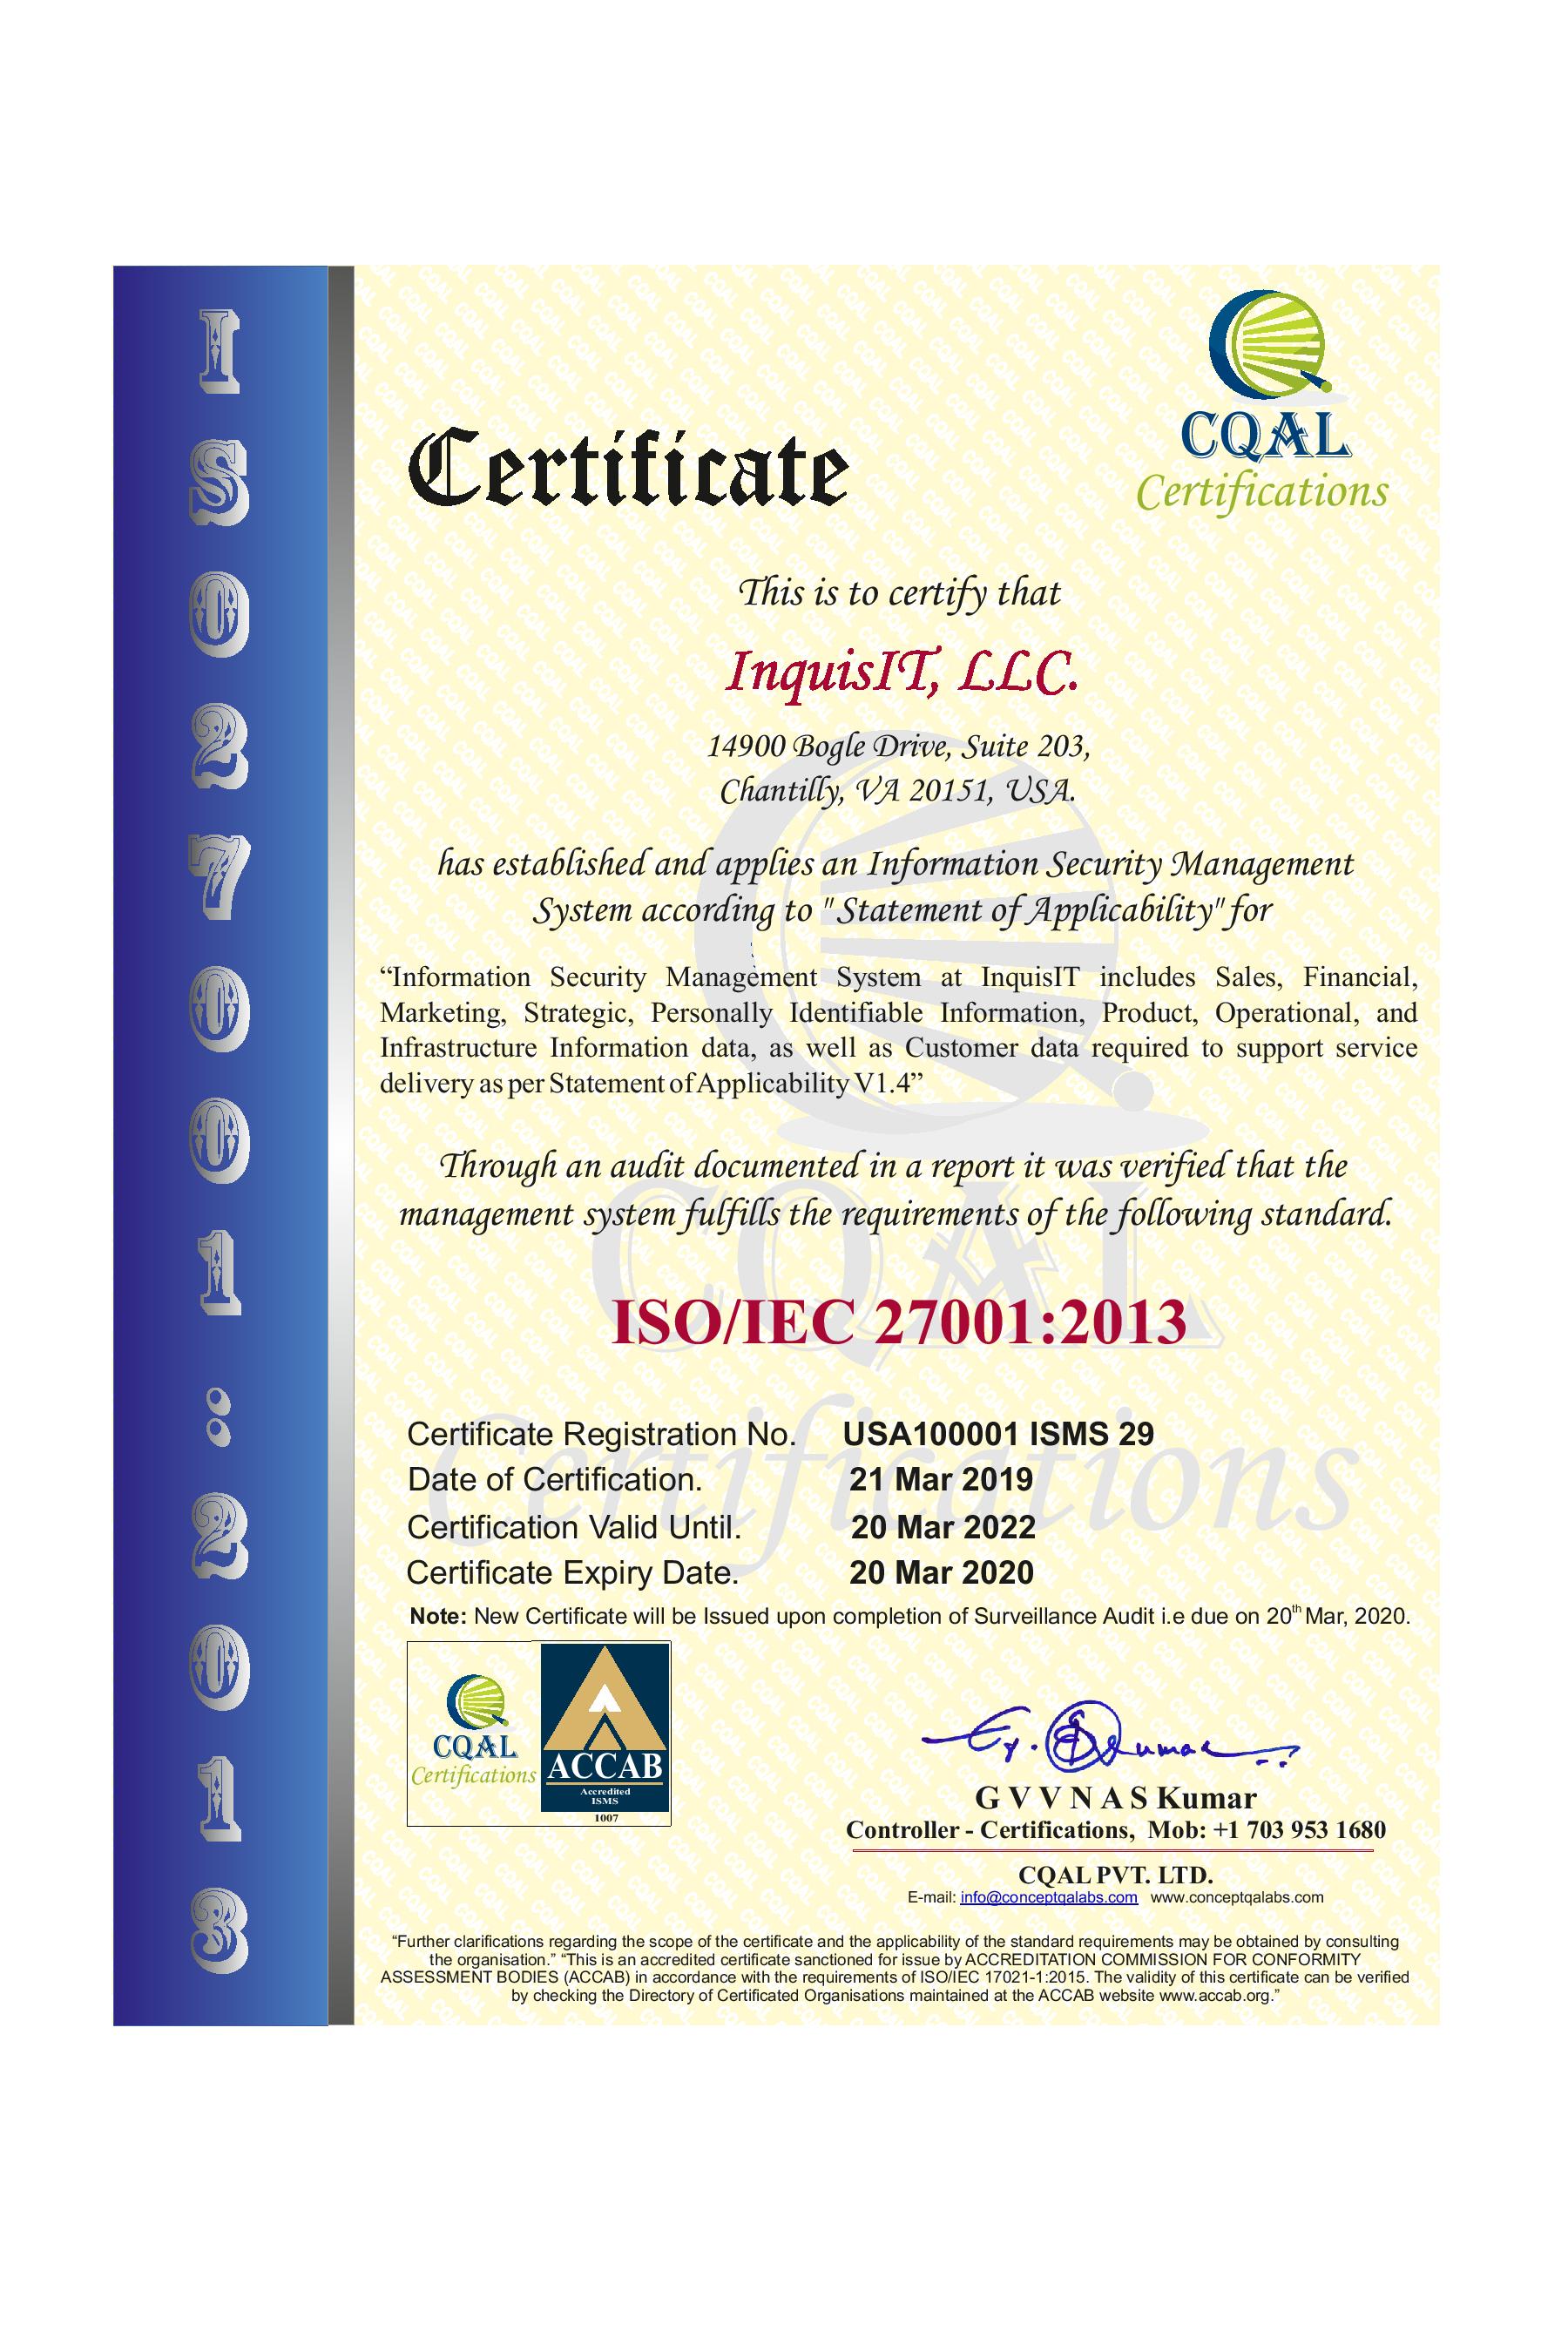 ISO27001:2013
CQAL
Certifications
Certificate
This is to certify that
InquisIT, LLC.
14900 Bogle Drive, Suite 203,
Chantilly, VA 20151, USA.
has established and applies an Information Security Management
System according to "Statement of Applicability" for
“Information Security Management System at InquisIT includes Sales, Financial,
Marketing, Strategic, Personally Identifiable Information, Product, Operational, and
Infrastructure Information data, as well as Customer data required to support service
delivery as per Statement of Applicability V1.4”
Through an audit documented in a report it was verified that the
management system fulfills the requirements of the following standard.
ISO/IEC 27001:2013
Certificate Registration No. USA100001 ISMS 29
Date of Certification. 21 Mar 2019
Certification Valid Until. 20 Mar 2022
Certificate Expiry Date. 20 Mar 2020
Note: New Certificate will be Issued upon completion of Surveillance Audit i.e due on 20th Mar, 2020.
CQAL
Certifications
ACCAB
Accredited
ISMS
1007
G V V N A S Kumar
Controller - Certifications, Mob: +1 703 953 1680
CQAL PVT. LTD.
E-mail: info@conceptqalabs.com www.conceptqalabs.com
“Further clarifications regarding the scope of the certificate and the applicability of the standard requirements may be obtained by consulting
the organisation.” “This is an accredited certificate sanctioned for issue by ACCREDITATION COMMISSION FOR CONFORMITY
ASSESSMENT BODIES (ACCAB) in accordance with the requirements of ISO/IEC 17021-1:2015. The validity of this certificate can be verified
by checking the Directory of Certificated Organisations maintained at the ACCAB website www.accab.org.”